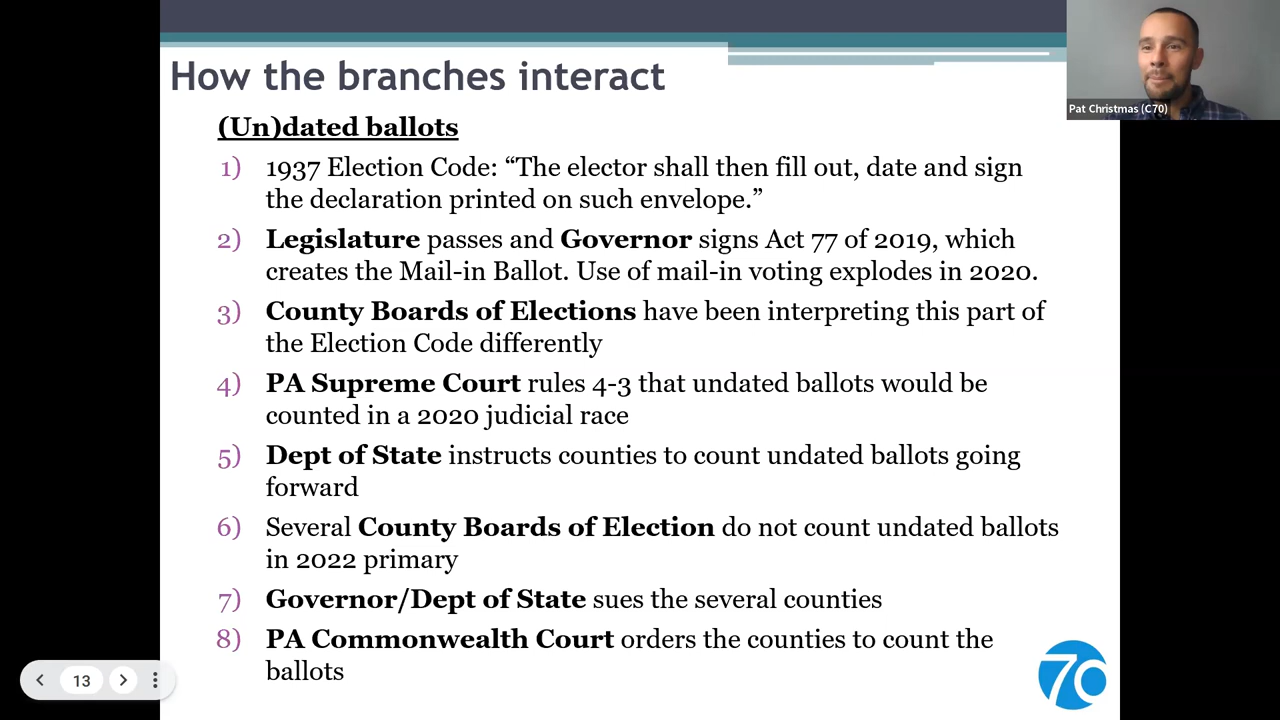 How the branches interact
Pat Christmas (C70)
(Un)dated ballots
1) 1937 Election Code: “The elector shall then fill out, date and sign
the declaration printed on such envelope.”
2) Legislature passes and Governor signs Act 77 of 2019, which
creates the Mail-in Ballot. Use of mail-in voting explodes in 2020.
3) County Boards of Elections have been interpreting this part of
the Election Code differently
4) PA Supreme Court rules 4-3 that undated ballots would be
counted in a 2020 judicial race
5) Dept of State instructs counties to count undated ballots going
forward
6) Several County Boards of Election do not count undated ballots
in 2022 primary
7) Governor/Dept of State sues the several counties
8) PA Commonwealth Court orders the counties to count the
ballots
13
70